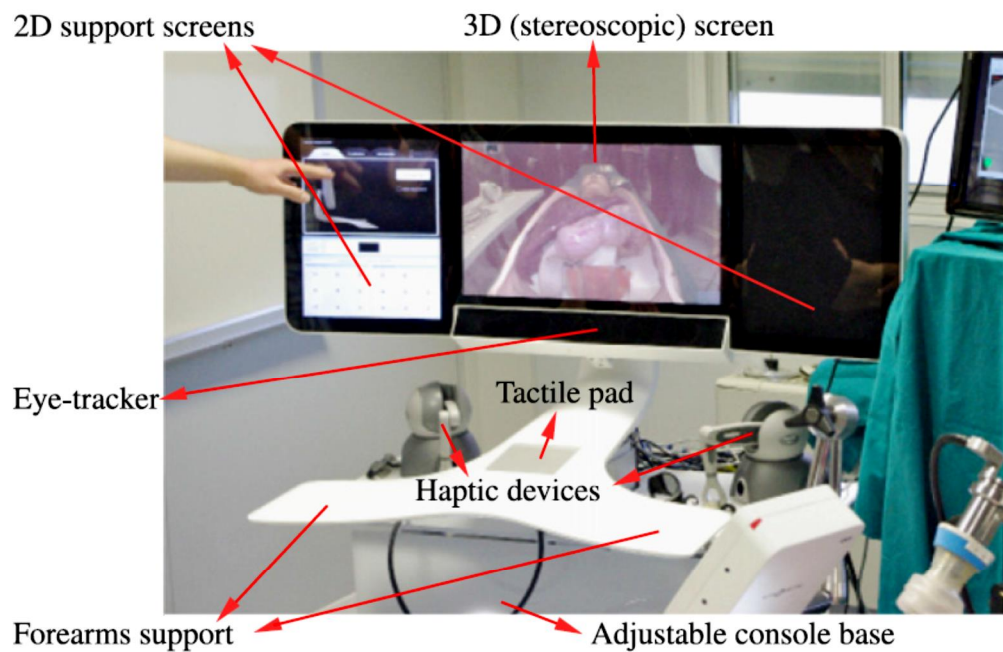 2D support screens
3D (stereoscopic) screen
Eye-tracker
Tactile pad
Haptic devices
Forearms support
Adjustable console base